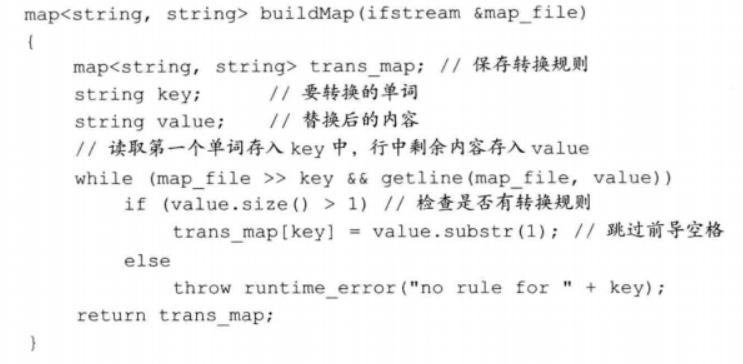 map<string, string> buildMap(ifstream &map_file)
{
    map<string, string> trans_map; // 保存转换规则
    string key;       // 要转换的单词
    string value;     // 替换后的内容
    // 读取第一个单词存入 key 中，行中剩余内容存入 value
    while (map_file >> key && getline(map_file, value))
        if (value.size() > 1) // 检查是否有转换规则
            trans_map[key] = value.substr(1); // 跳过前导空格
        else
            throw runtime_error("no rule for " + key);
    return trans_map;
}